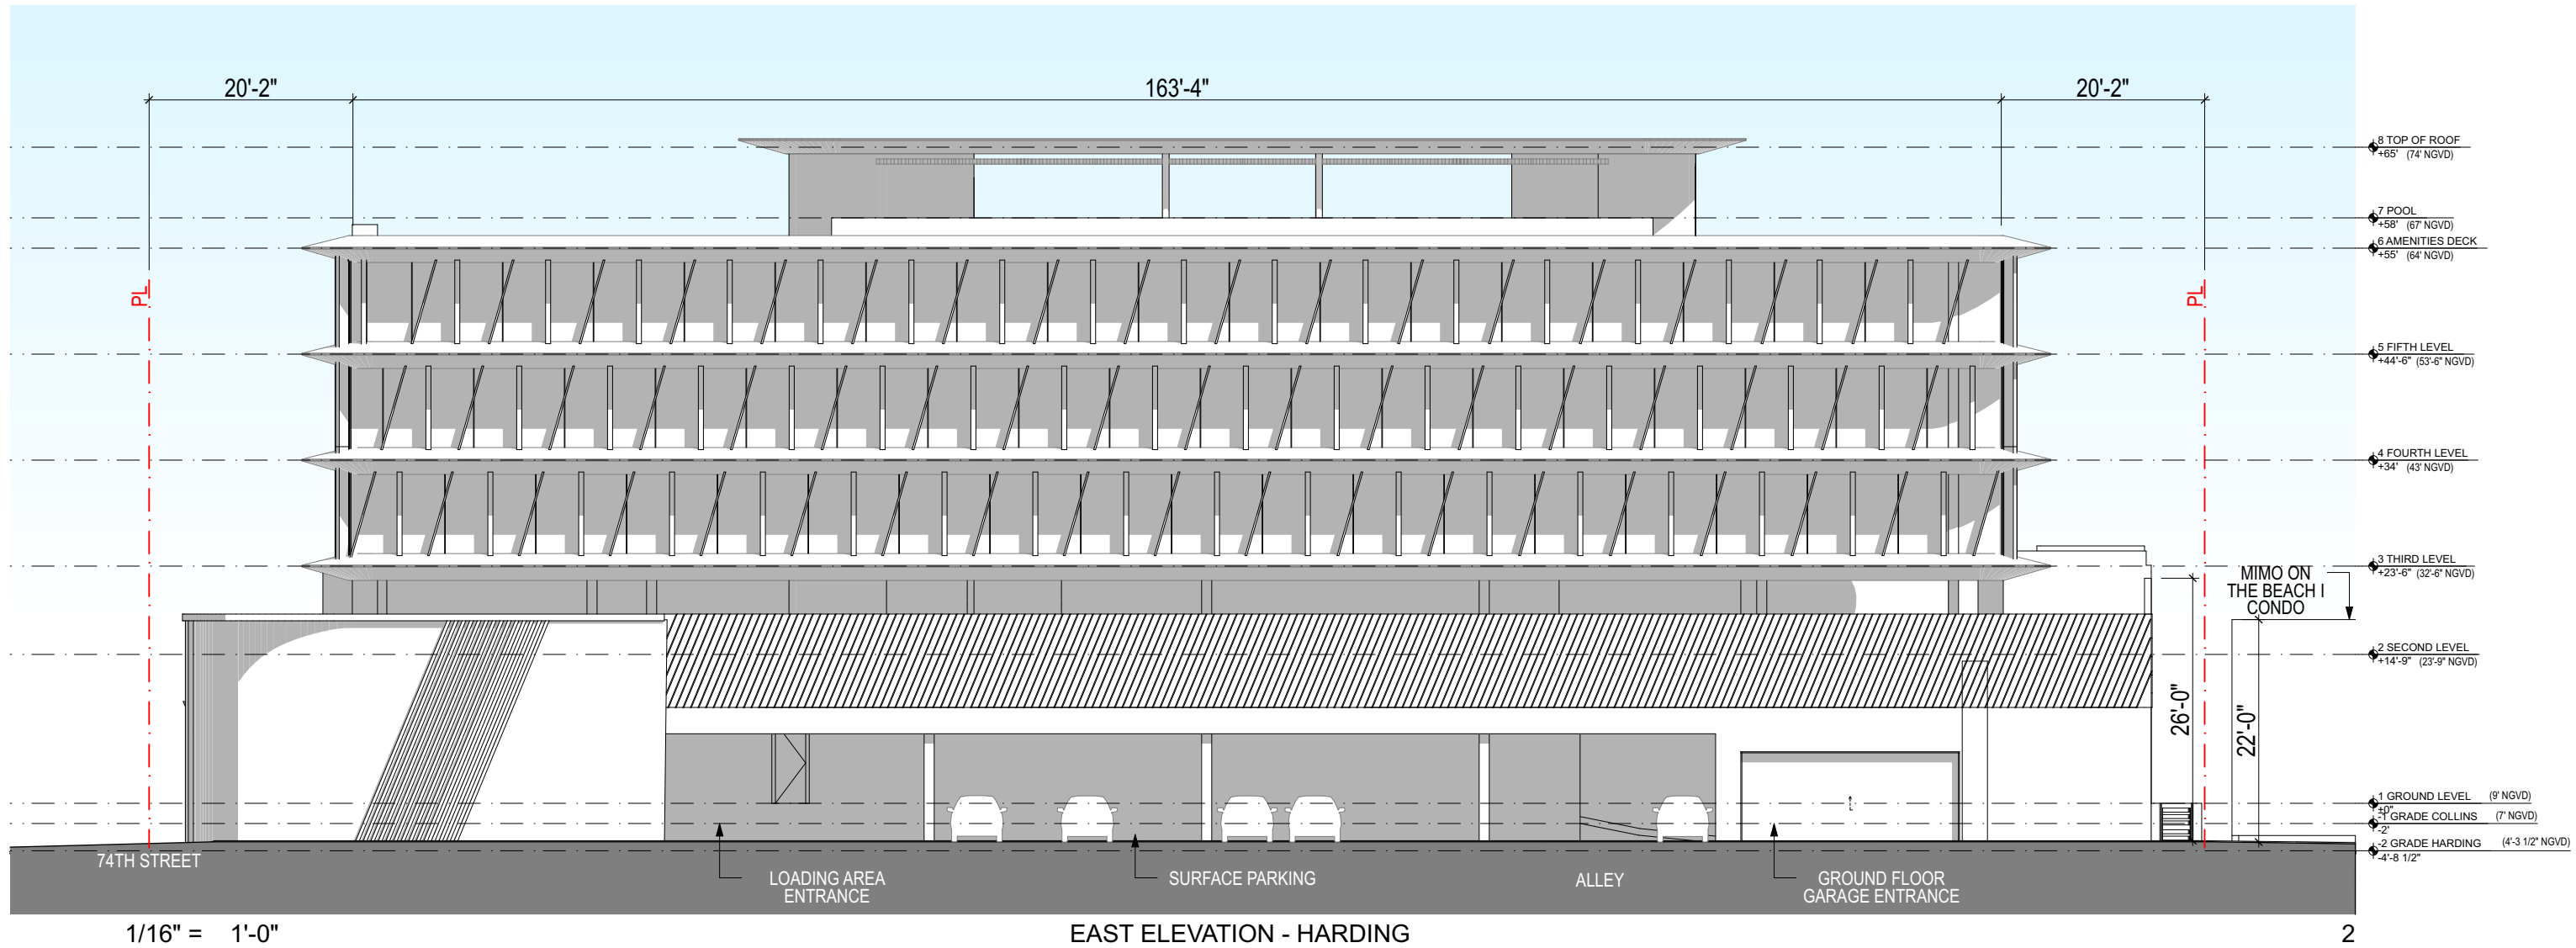 20'-2"
163'-4"
20'-2"
8 TOP OF ROOF
+65' (74' NGVD)
7 POOL
+58' (67' NGVD)
6 AMENITIES DECK
+55' (64' NGVD)
PL
PL
5 FIFTH LEVEL
+44'-6" (53'-6" NGVD)
4 FOURTH LEVEL
+34' (43' NGVD)
3 THIRD LEVEL
+23'-6" (32'-6" NGVD)
MIMO ON
THE BEACH I
CONDO
2 SECOND LEVEL
+14'-9" (23'-9" NGVD)
26'-0"
22'-0"
1 GROUND LEVEL (9' NGVD)
±0"
-1 GRADE COLLINS (7' NGVD)
-2'
-2 GRADE HARDING (4'-3 1/2" NGVD)
-4'-8 1/2"
74TH STREET
LOADING AREA
ENTRANCE
SURFACE PARKING
ALLEY
GROUND FLOOR
GARAGE ENTRANCE
1/16" = 1'-0"
EAST ELEVATION - HARDING
2